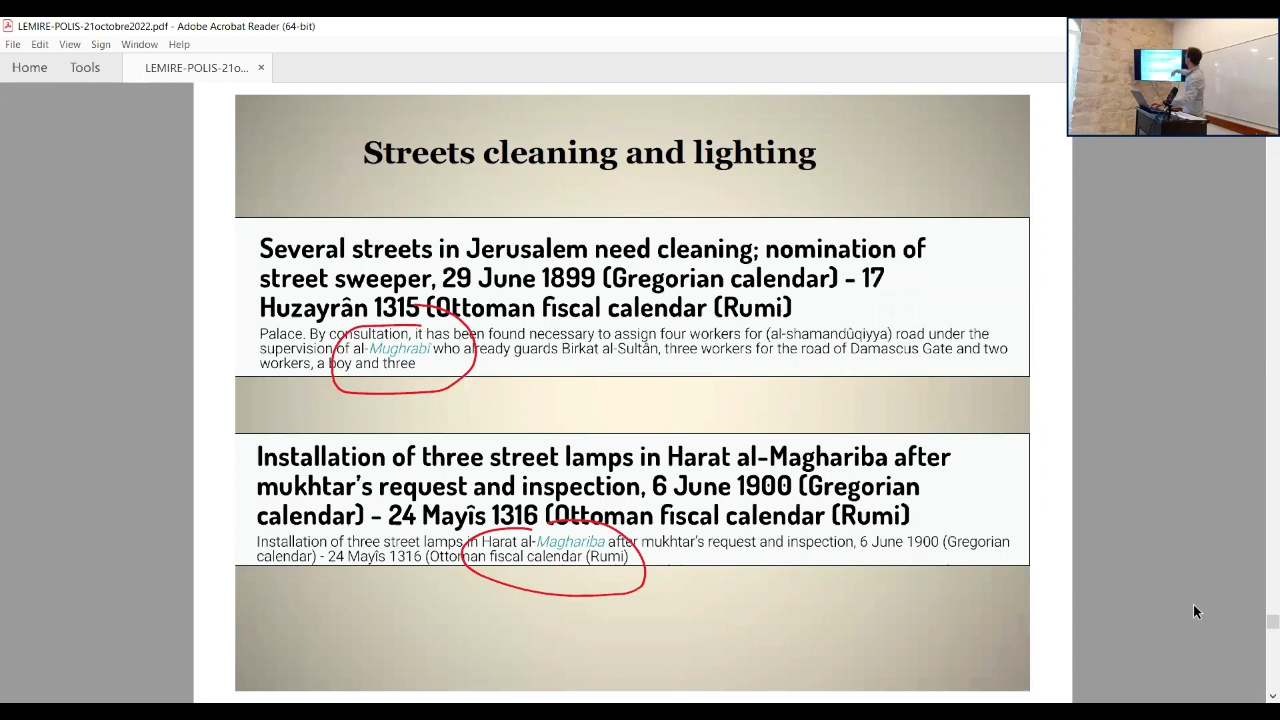 LEMIRE-POLIS-21octobre2022.pdf - Adobe Acrobat Reader (64-bit)
File Edit View Sign Window Help
Home Tools LEMIRE-POLIS-21o... ×
Streets cleaning and lighting
Several streets in Jerusalem need cleaning; nomination of
street sweeper, 29 June 1899 (Gregorian calendar) - 17
Huzayrân 1315 (Ottoman fiscal calendar (Rumi)
Palace. By consultation, it has been found necessary to assign four workers for (al-shamandûqiyya) road under the
supervision of al-Mughrabî who already guards Birkat al-Sultân, three workers for the road of Damascus Gate and two
workers, a boy and three
Installation of three street lamps in Harat al-Maghariba after
mukhtar's request and inspection, 6 June 1900 (Gregorian
calendar) - 24 Mayîs 1316 (Ottoman fiscal calendar (Rumi)
Installation of three street lamps in Harat al-Maghariba after mukhtar's request and inspection, 6 June 1900 (Gregorian
calendar) - 24 Mayîs 1316 (Ottoman fiscal calendar (Rumi)